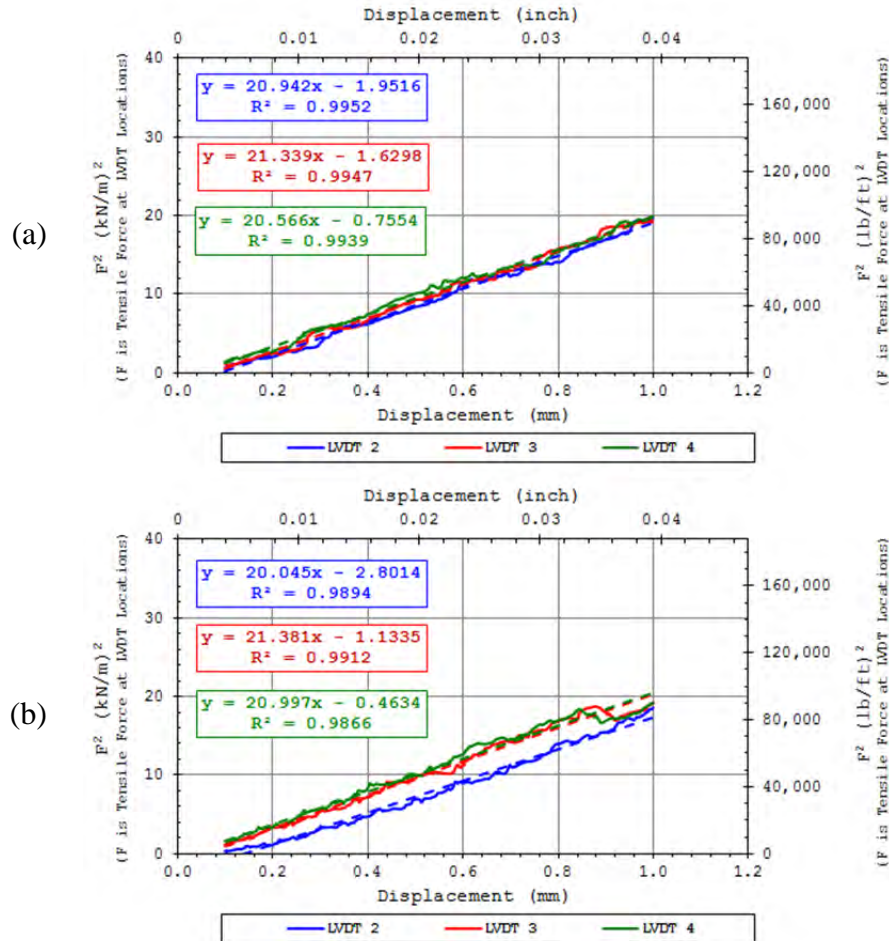 Displacement (inch)
0 0.01 0.02 0.03 0.04
(a)
F² (kN/m)²
(F is Tensile Force at LVDT Locations)
40
30
20
10
0
y = 20.942x - 1.9516
R² = 0.9952
y = 21.339x - 1.6298
R² = 0.9947
y = 20.566x - 0.7554
R² = 0.9939
160,000
120,000
80,000
40,000
0
F² (lb/ft)²
(F is Tensile Force at LVDT Locations)
0.0 0.2 0.4 0.6 0.8 1.0 1.2
Displacement (mm)
LVDT 2 LVDT 3 LVDT 4
Displacement (inch)
0 0.01 0.02 0.03 0.04
(b)
F² (kN/m)²
(F is Tensile Force at LVDT Locations)
40
30
20
10
0
y = 20.045x - 2.8014
R² = 0.9894
y = 21.381x - 1.1335
R² = 0.9912
y = 20.997x - 0.4634
R² = 0.9866
160,000
120,000
80,000
40,000
0
F² (lb/ft)²
(F is Tensile Force at LVDT Locations)
0.0 0.2 0.4 0.6 0.8 1.0 1.2
Displacement (mm)
LVDT 2 LVDT 3 LVDT 4